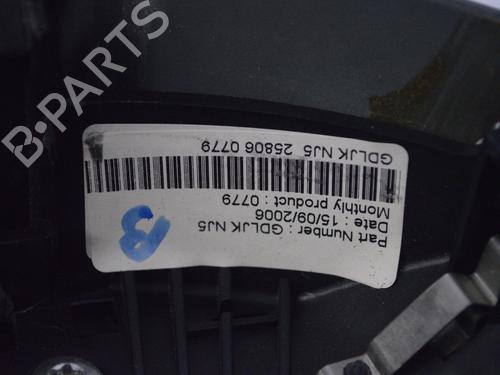 B-PARTS
Part Number : GDLJK NJ5
Date : 15/09/2006
Monthly product : 0779
GDLJK NJ5 25806 0779